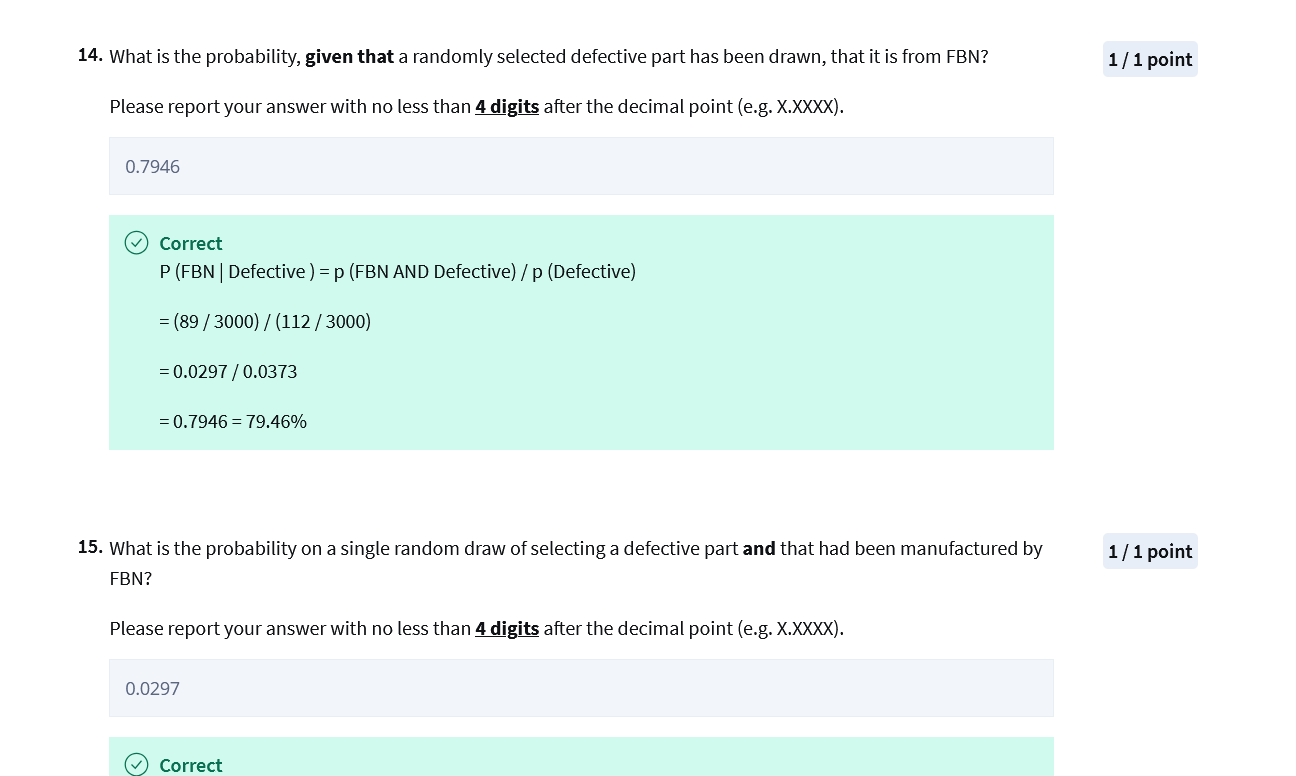 14. What is the probability, given that a randomly selected defective part has been drawn, that it is from FBN?
1 / 1 point
Please report your answer with no less than 4 digits after the decimal point (e.g. X.XXXX).
0.7946
Correct
P (FBN | Defective ) = p (FBN AND Defective) / p (Defective)
= (89 / 3000) / (112 / 3000)
= 0.0297 / 0.0373
= 0.7946 = 79.46%
15. What is the probability on a single random draw of selecting a defective part and that had been manufactured by
FBN?
1 / 1 point
Please report your answer with no less than 4 digits after the decimal point (e.g. X.XXXX).
0.0297
Correct